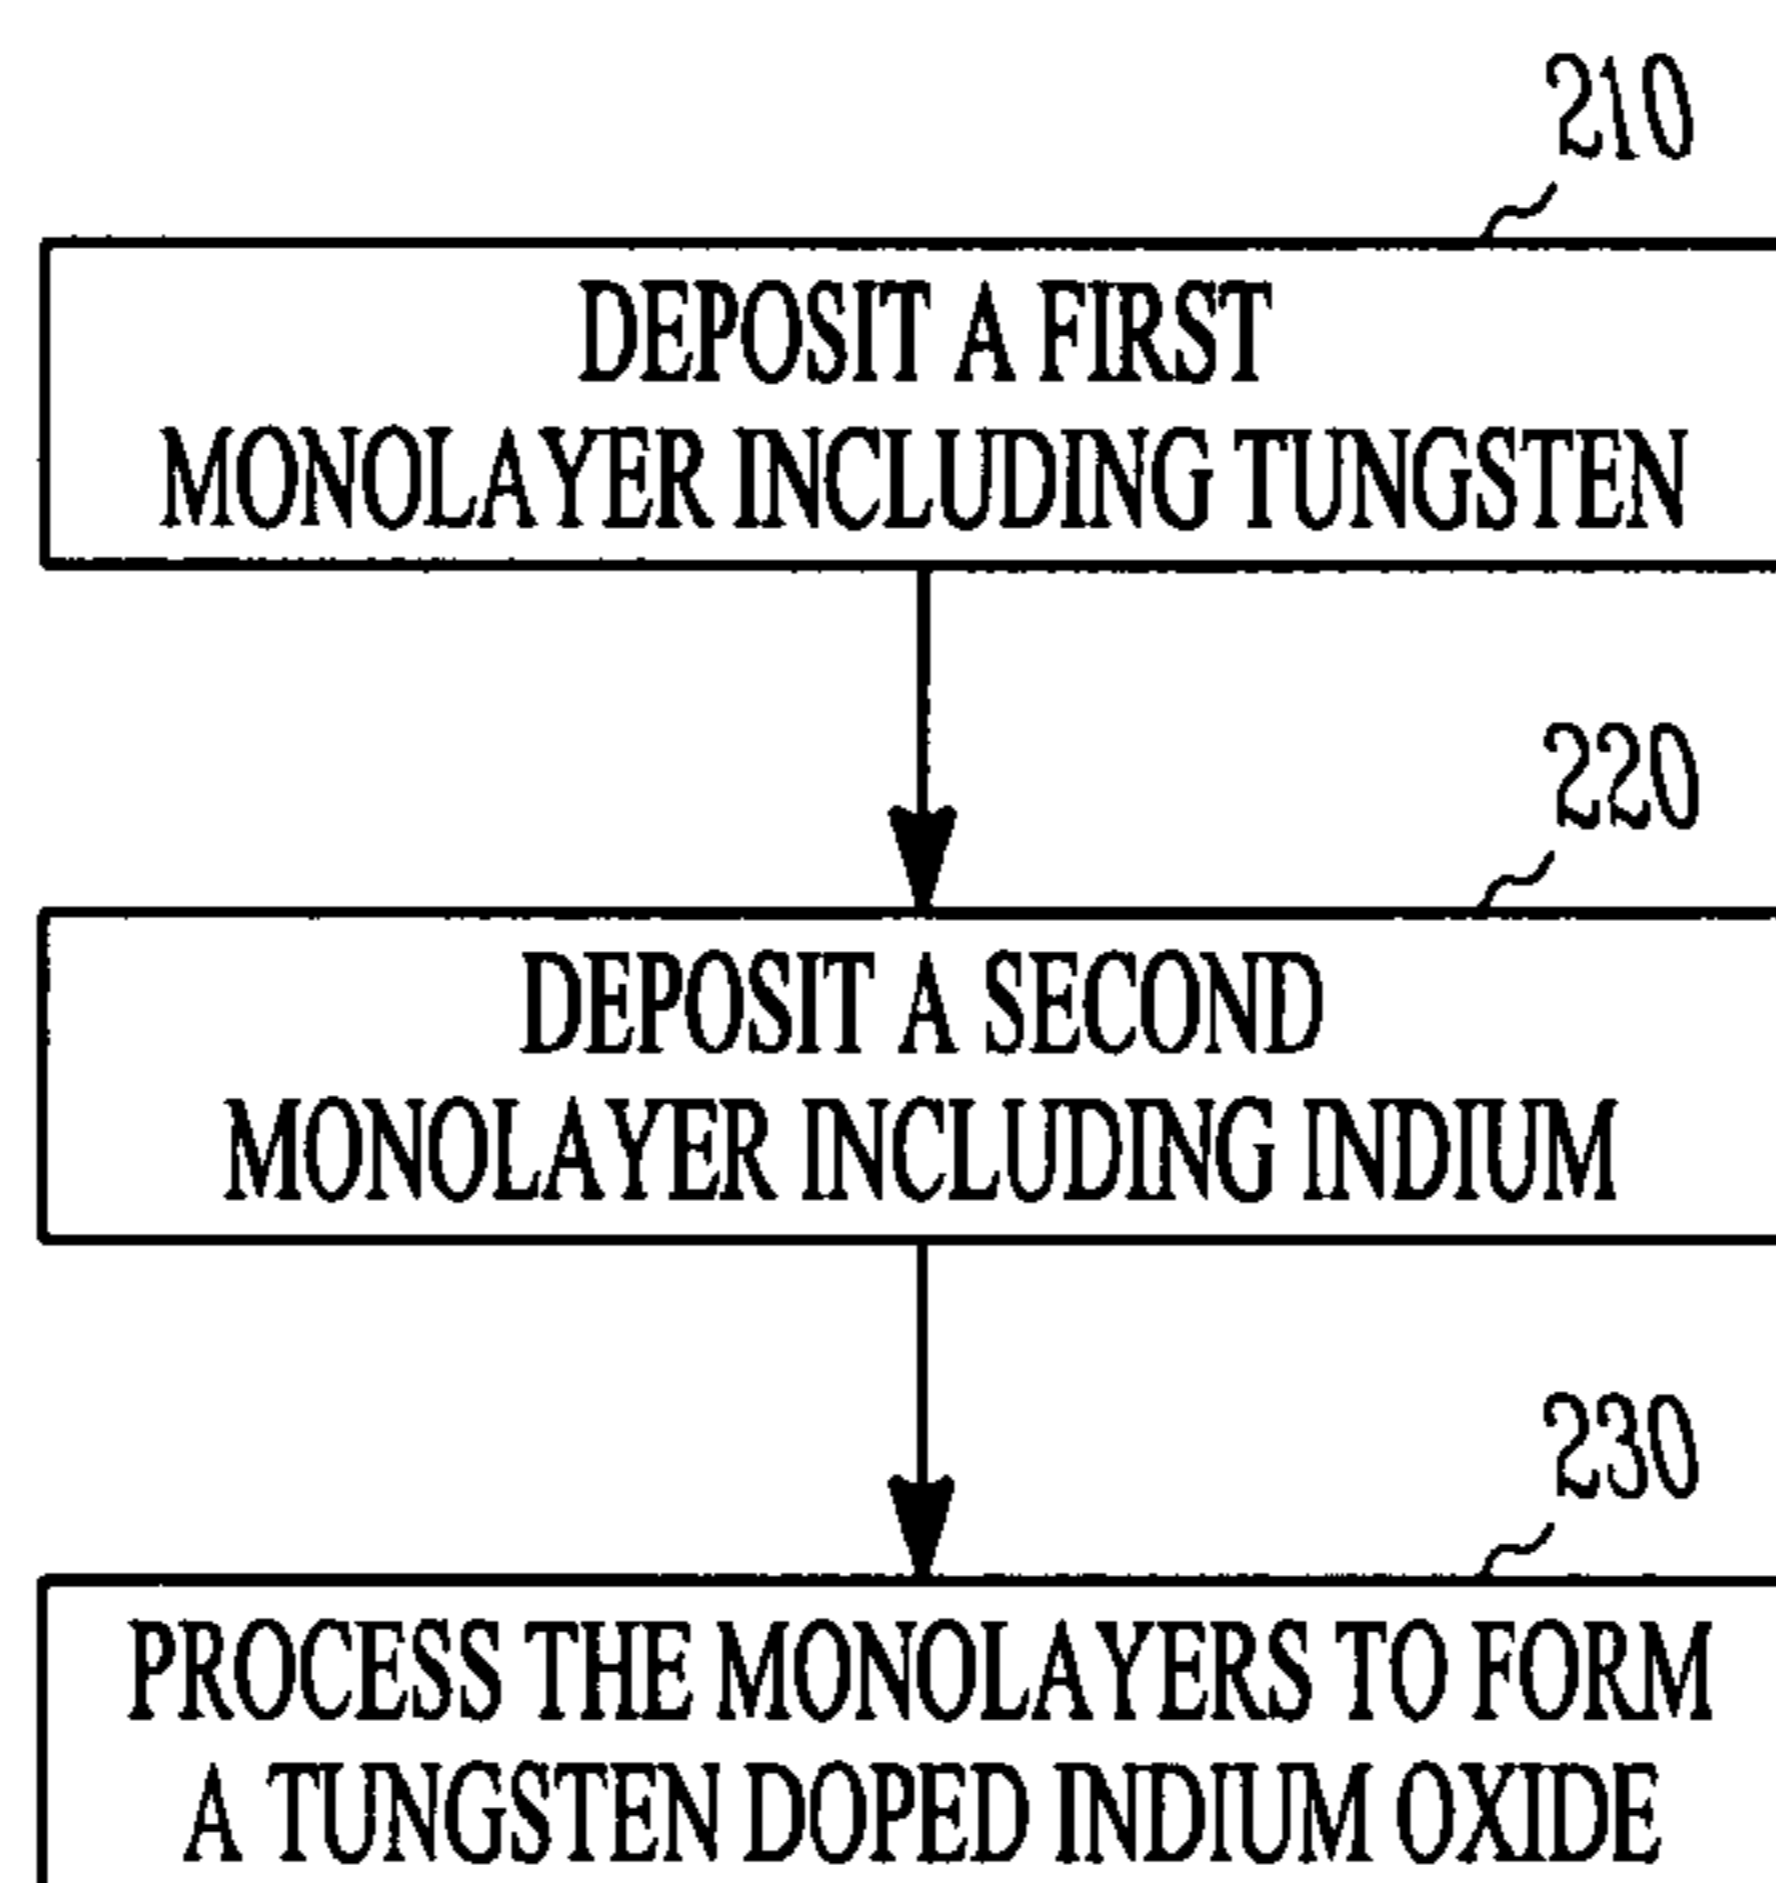 210
DEPOSIT A FIRST
MONOLAYER INCLUDING TUNGSTEN
220
DEPOSIT A SECOND
MONOLAYER INCLUDING INDIUM
230
PROCESS THE MONOLAYERS TO FORM
A TUNGSTEN DOPED INDIUM OXIDE